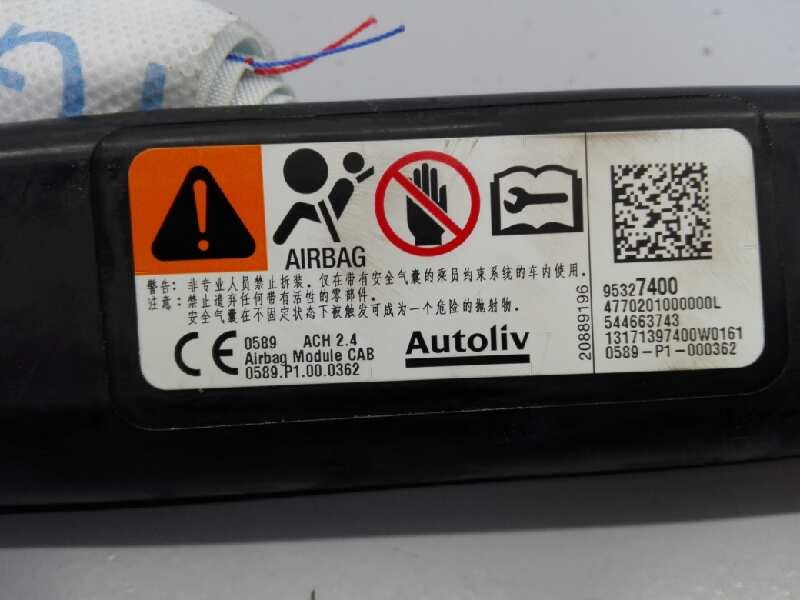 AIRBAG
警告: 非专业人员禁止拆装。仅在带有安全气囊的乘员约束系统的车内使用.
注意: 禁止遗弃任何带有活性的零部件.
安全气囊在不固定状态下被触发可成为一个危险的抛射物.
CE 0589 ACH 2.4
Airbag Module CAB
0589.P1.00.0362
Autoliv
20889196
95327400
4770201000000L
544663743
13171397400W0161
0589-P1-000362